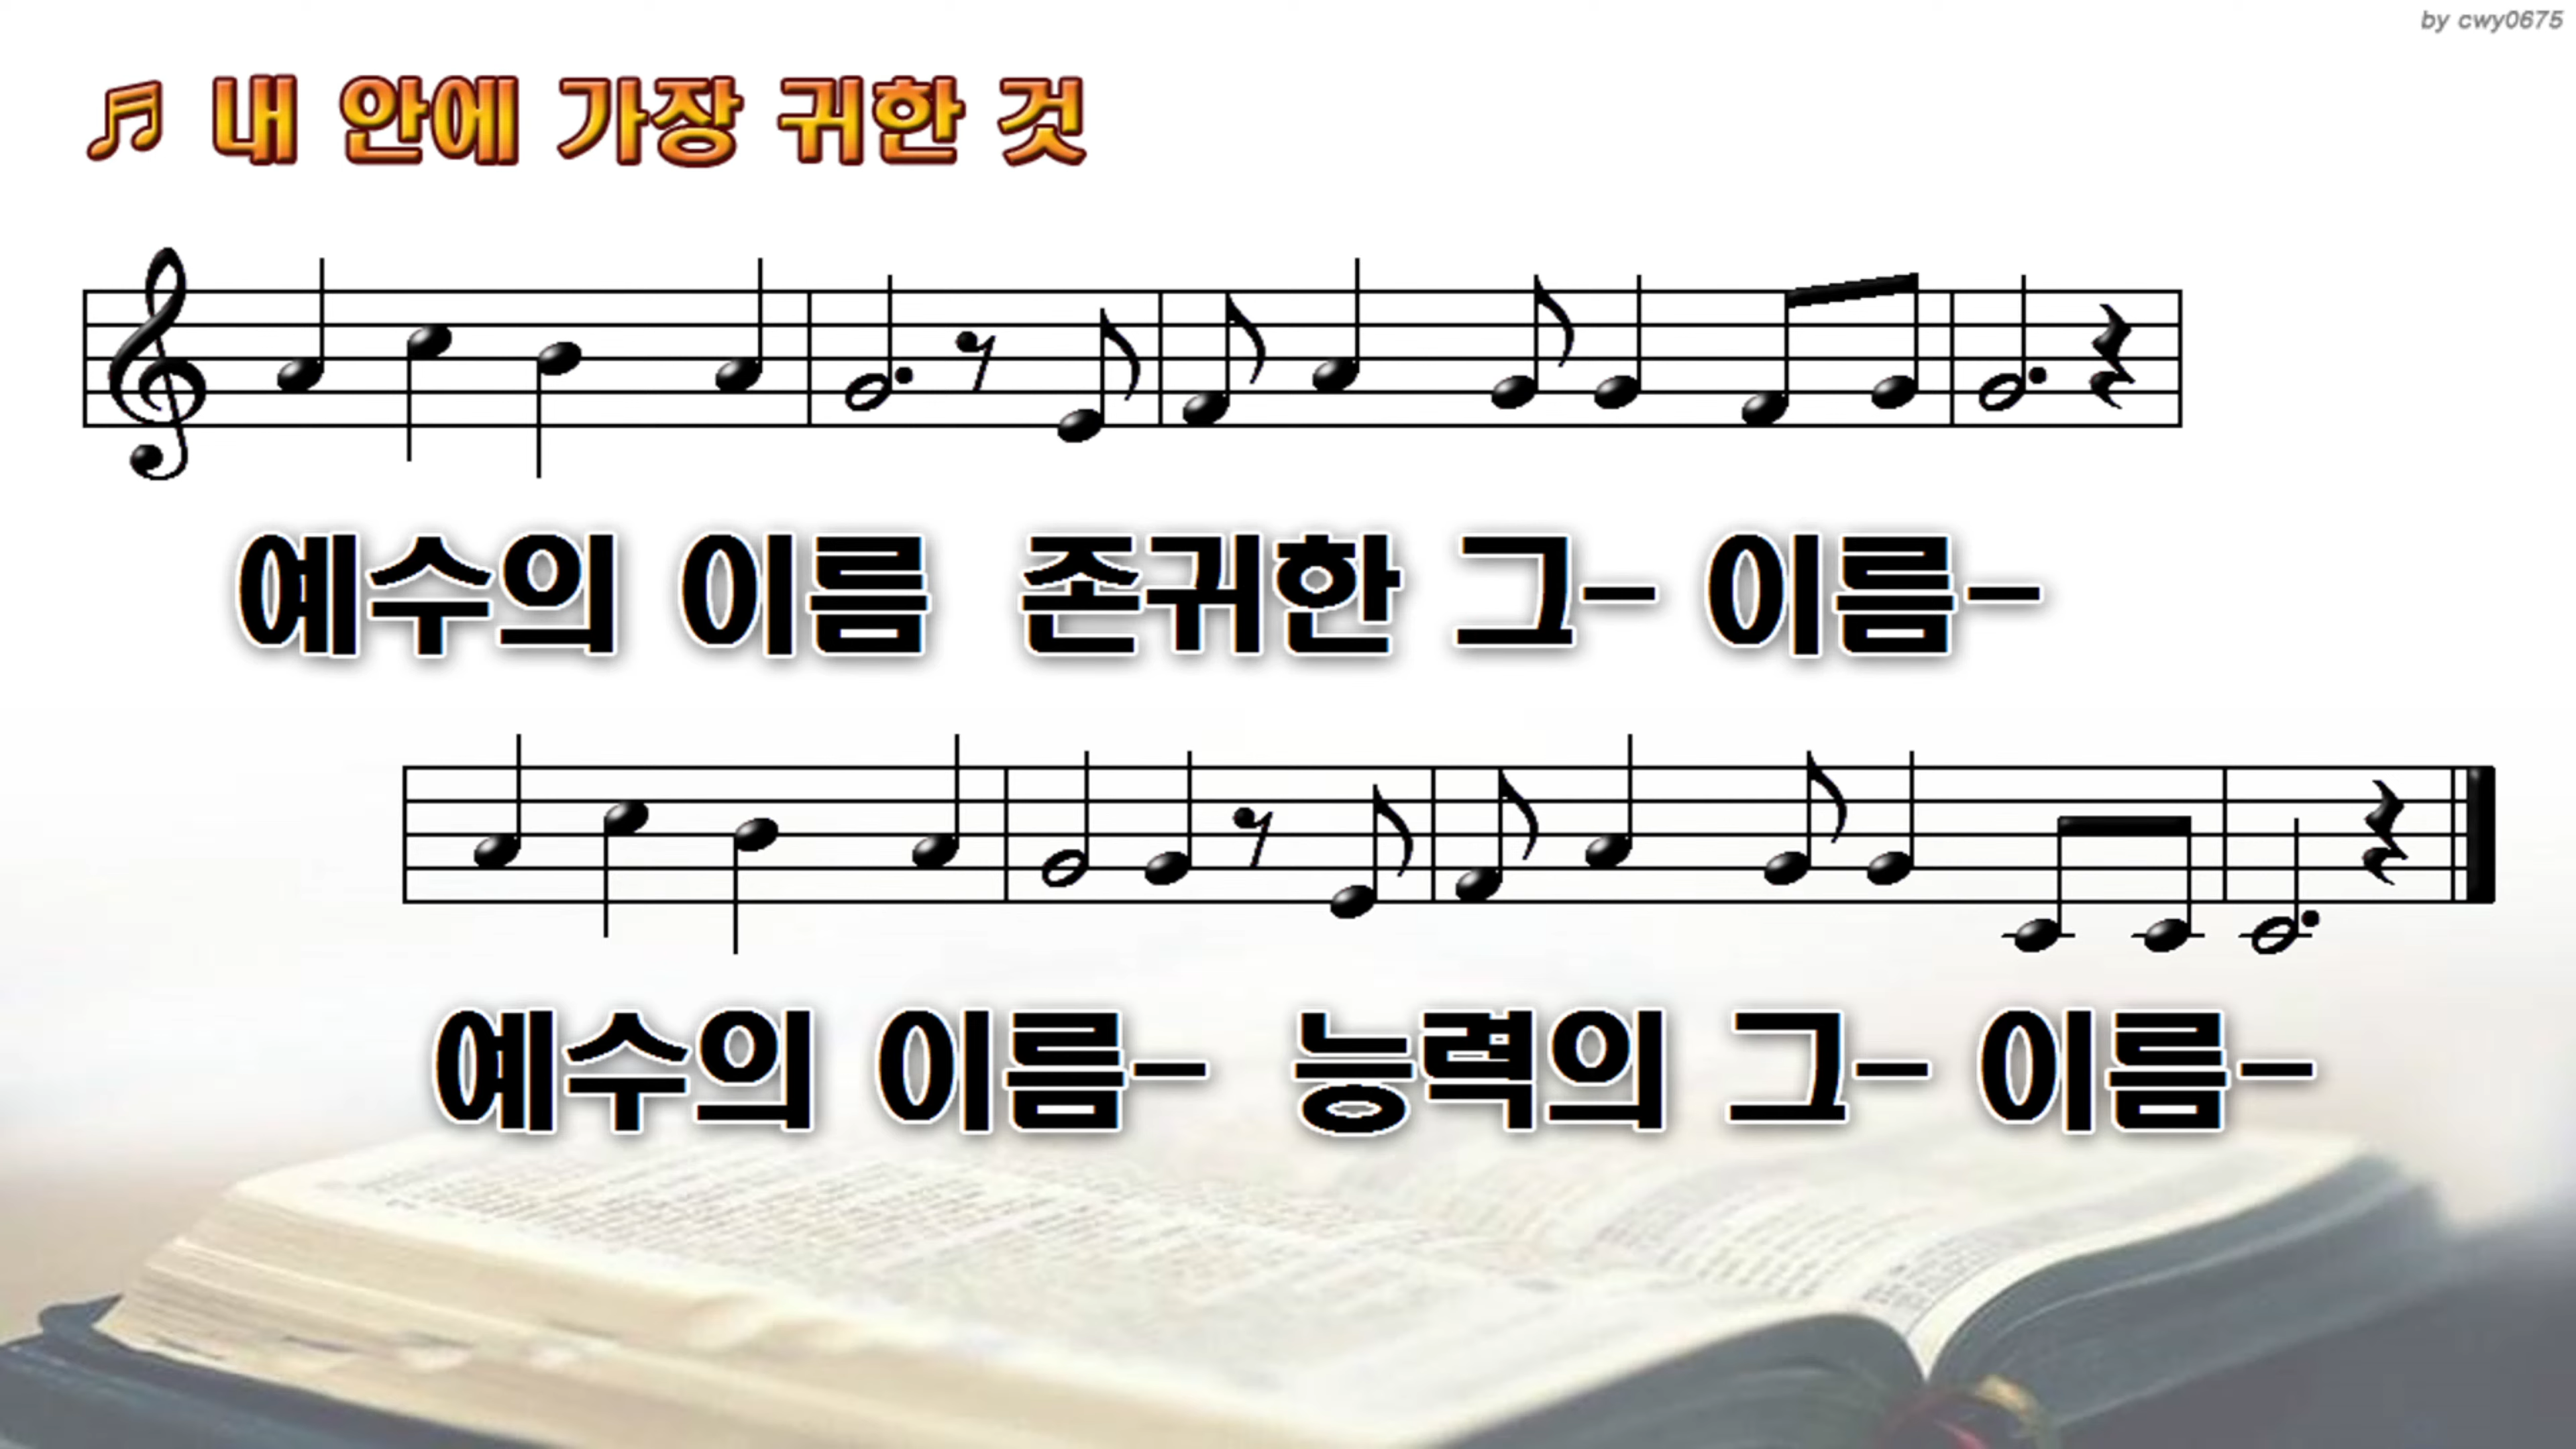 by cwy0675
♬ 내 안에 가장 귀한 것
예수의 이름 존귀한 그- 이름-
예수의 이름- 능력의 그- 이름-